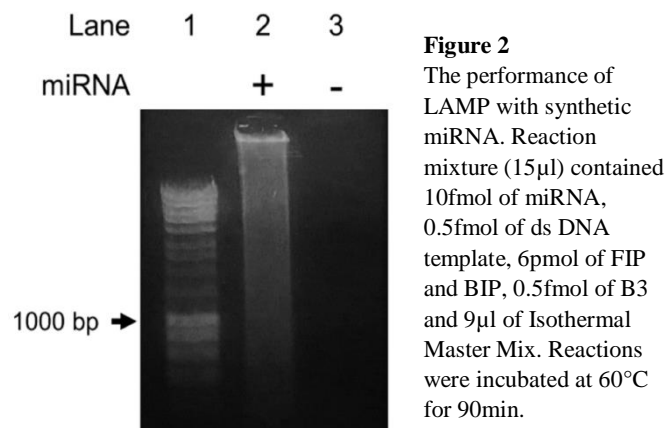 Lane 1 2 3
miRNA + -
1000 bp
Figure 2
The performance of
LAMP with synthetic
miRNA. Reaction
mixture (15µl) contained
10fmol of miRNA,
0.5fmol of ds DNA
template, 6pmol of FIP
and BIP, 0.5fmol of B3
and 9µl of Isothermal
Master Mix. Reactions
were incubated at 60°C
for 90min.